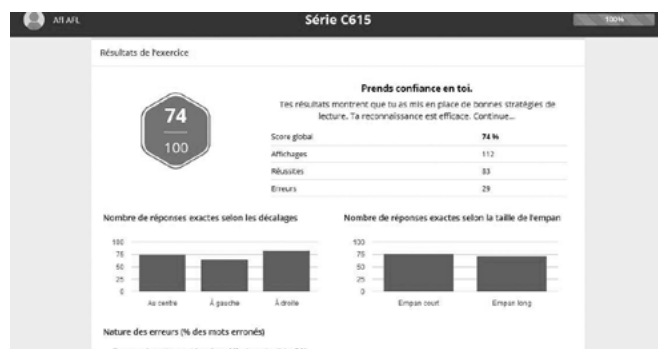 Afl AFL
Série C615
100%
Résultats de l'exercice
74
100
Prends confiance en toi.
Tes résultats montrent que tu as mis en place de bonnes stratégies de
lecture. Ta reconnaissance est efficace. Continue...
Score global 74 %
Affichages 112
Réussites 83
Erreurs 29
Nombre de réponses exactes selon les décalages
100
75
50
25
0
Au centre À gauche À droite
Nombre de réponses exactes selon la taille de l'empan
100
75
50
25
0
Empan court Empan long
Nature des erreurs (% des mots erronés)